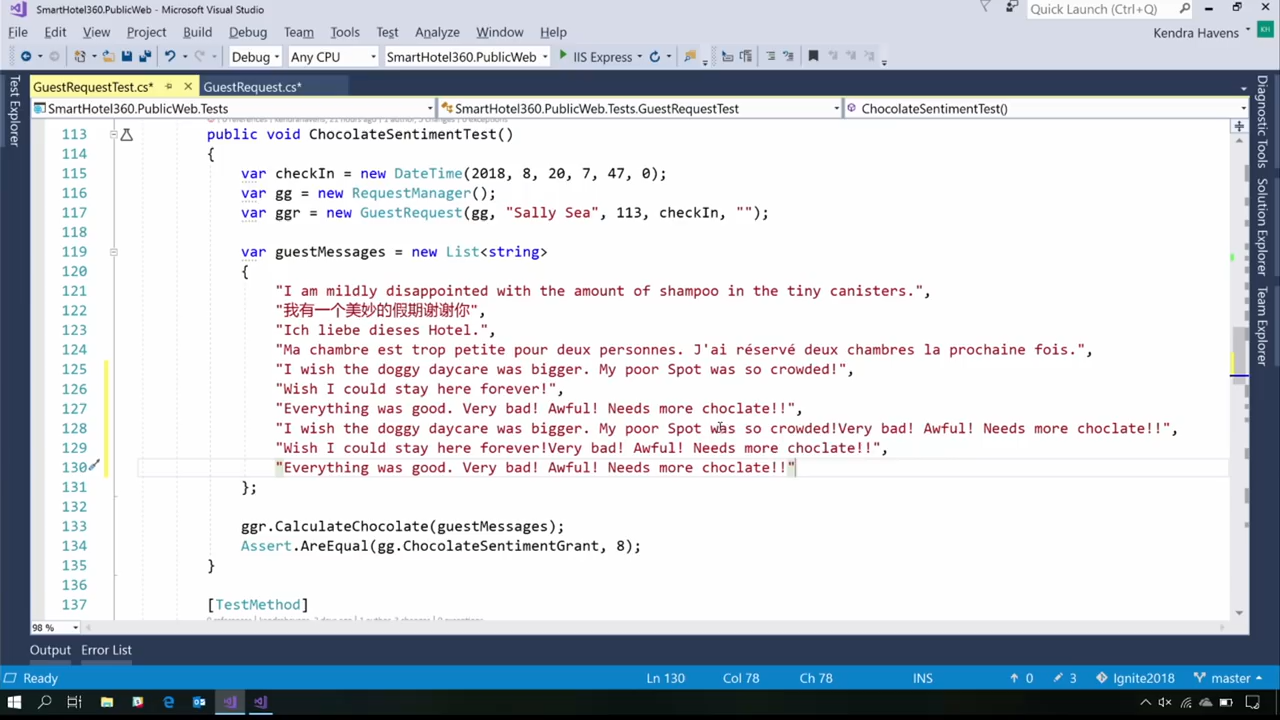 SmartHotel360.PublicWeb - Microsoft Visual Studio
Quick Launch (Ctrl+Q)
File Edit View Project Build Debug Team Tools Test Analyze Window Help
Kendra Havens KH
Debug Any CPU SmartHotel360.PublicWeb IIS Express
GuestRequestTest.cs* GuestRequest.cs*
SmartHotel360.PublicWeb.Tests SmartHotel360.PublicWeb.Tests.GuestRequestTest ChocolateSentimentTest()
Test Explorer
Diagnostic Tools
Solution Explorer
Team Explorer
113 public void ChocolateSentimentTest()
114 {
115 var checkIn = new DateTime(2018, 8, 20, 7, 47, 0);
116 var gg = new RequestManager();
117 var ggr = new GuestRequest(gg, "Sally Sea", 113, checkIn, "");
118
119 var guestMessages = new List<string>
120 {
121 "I am mildly disappointed with the amount of shampoo in the tiny canisters.",
122 "我有一个美妙的假期谢谢你",
123 "Ich liebe dieses Hotel.",
124 "Ma chambre est trop petite pour deux personnes. J'ai réservé deux chambres la prochaine fois.",
125 "I wish the doggy daycare was bigger. My poor Spot was so crowded!",
126 "Wish I could stay here forever!",
127 "Everything was good. Very bad! Awful! Needs more choclate!!",
128 "I wish the doggy daycare was bigger. My poor Spot was so crowded!Very bad! Awful! Needs more choclate!!",
129 "Wish I could stay here forever!Very bad! Awful! Needs more choclate!!",
130 "Everything was good. Very bad! Awful! Needs more choclate!!"
131 };
132
133 ggr.CalculateChocolate(guestMessages);
134 Assert.AreEqual(gg.ChocolateSentimentGrant, 8);
135 }
136
137 [TestMethod]
98 %
Output Error List
Ready Ln 130 Col 78 Ch 78 INS 0 3 Ignite2018 master